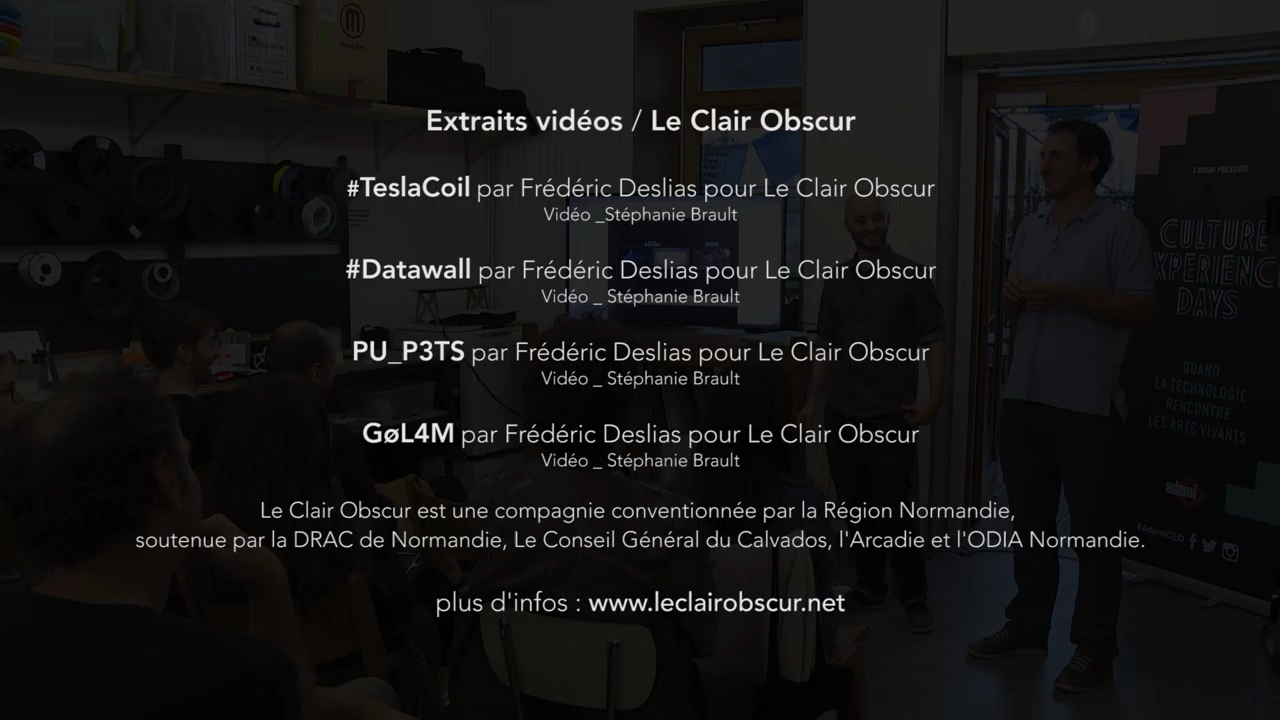 Extraits vidéos / Le Clair Obscur
#TeslaCoil par Frédéric Deslias pour Le Clair Obscur
Vidéo _Stéphanie Brault
#Datawall par Frédéric Deslias pour Le Clair Obscur
Vidéo _ Stéphanie Brault
PU_P3TS par Frédéric Deslias pour Le Clair Obscur
Vidéo _ Stéphanie Brault
GøL4M par Frédéric Deslias pour Le Clair Obscur
Vidéo _ Stéphanie Brault
Le Clair Obscur est une compagnie conventionnée par la Région Normandie,
soutenue par la DRAC de Normandie, Le Conseil Général du Calvados, l'Arcadie et l'ODIA Normandie.
plus d'infos : www.leclairobscur.net
L'ADAMI PRÉSENTE
CULTURE
XPERIENC
DAYS
QUAND
LA TECHNOLOGIE
RENCONTRE
LES ARTS VIVANTS
adami
#AdamiCED